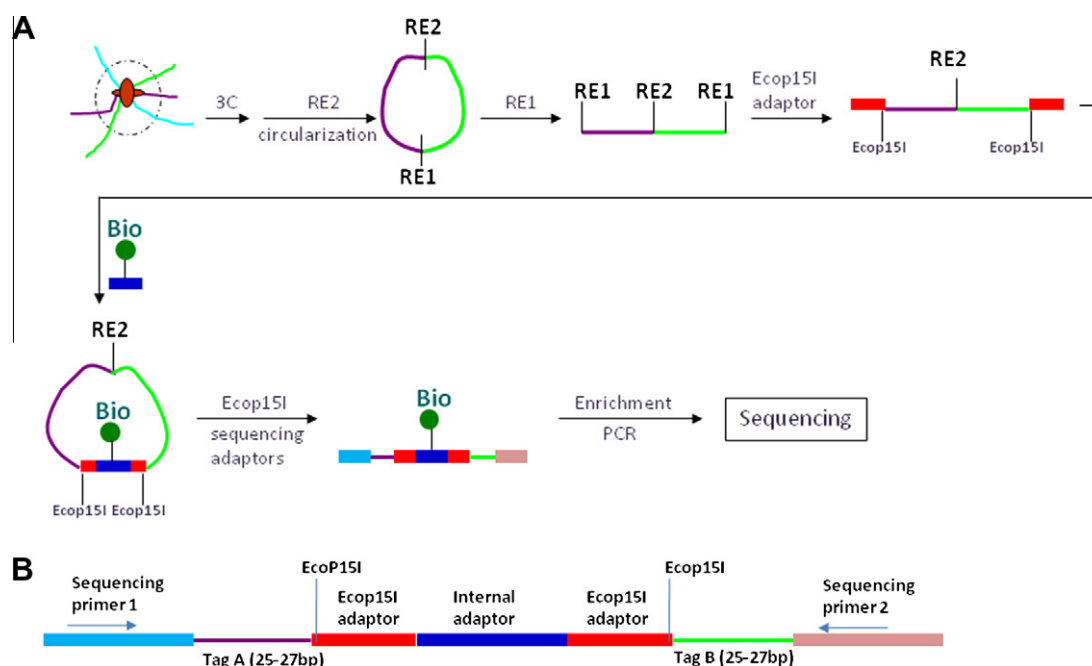 A
3C
RE2
circularization
RE2
RE1
RE1
RE1 RE2 RE1
Ecop15I
adaptor
RE2
Ecop15I Ecop15I
Bio
RE2
Bio
Ecop15I Ecop15I
Ecop15I
sequencing
adaptors
Bio
Enrichment
PCR
Sequencing
B
Sequencing
primer 1
EcoP15I
Ecop15I
adaptor
Internal
adaptor
Ecop15I
adaptor
Ecop15I
Sequencing
primer 2
Tag A (25-27bp)
Tag B (25-27bp)